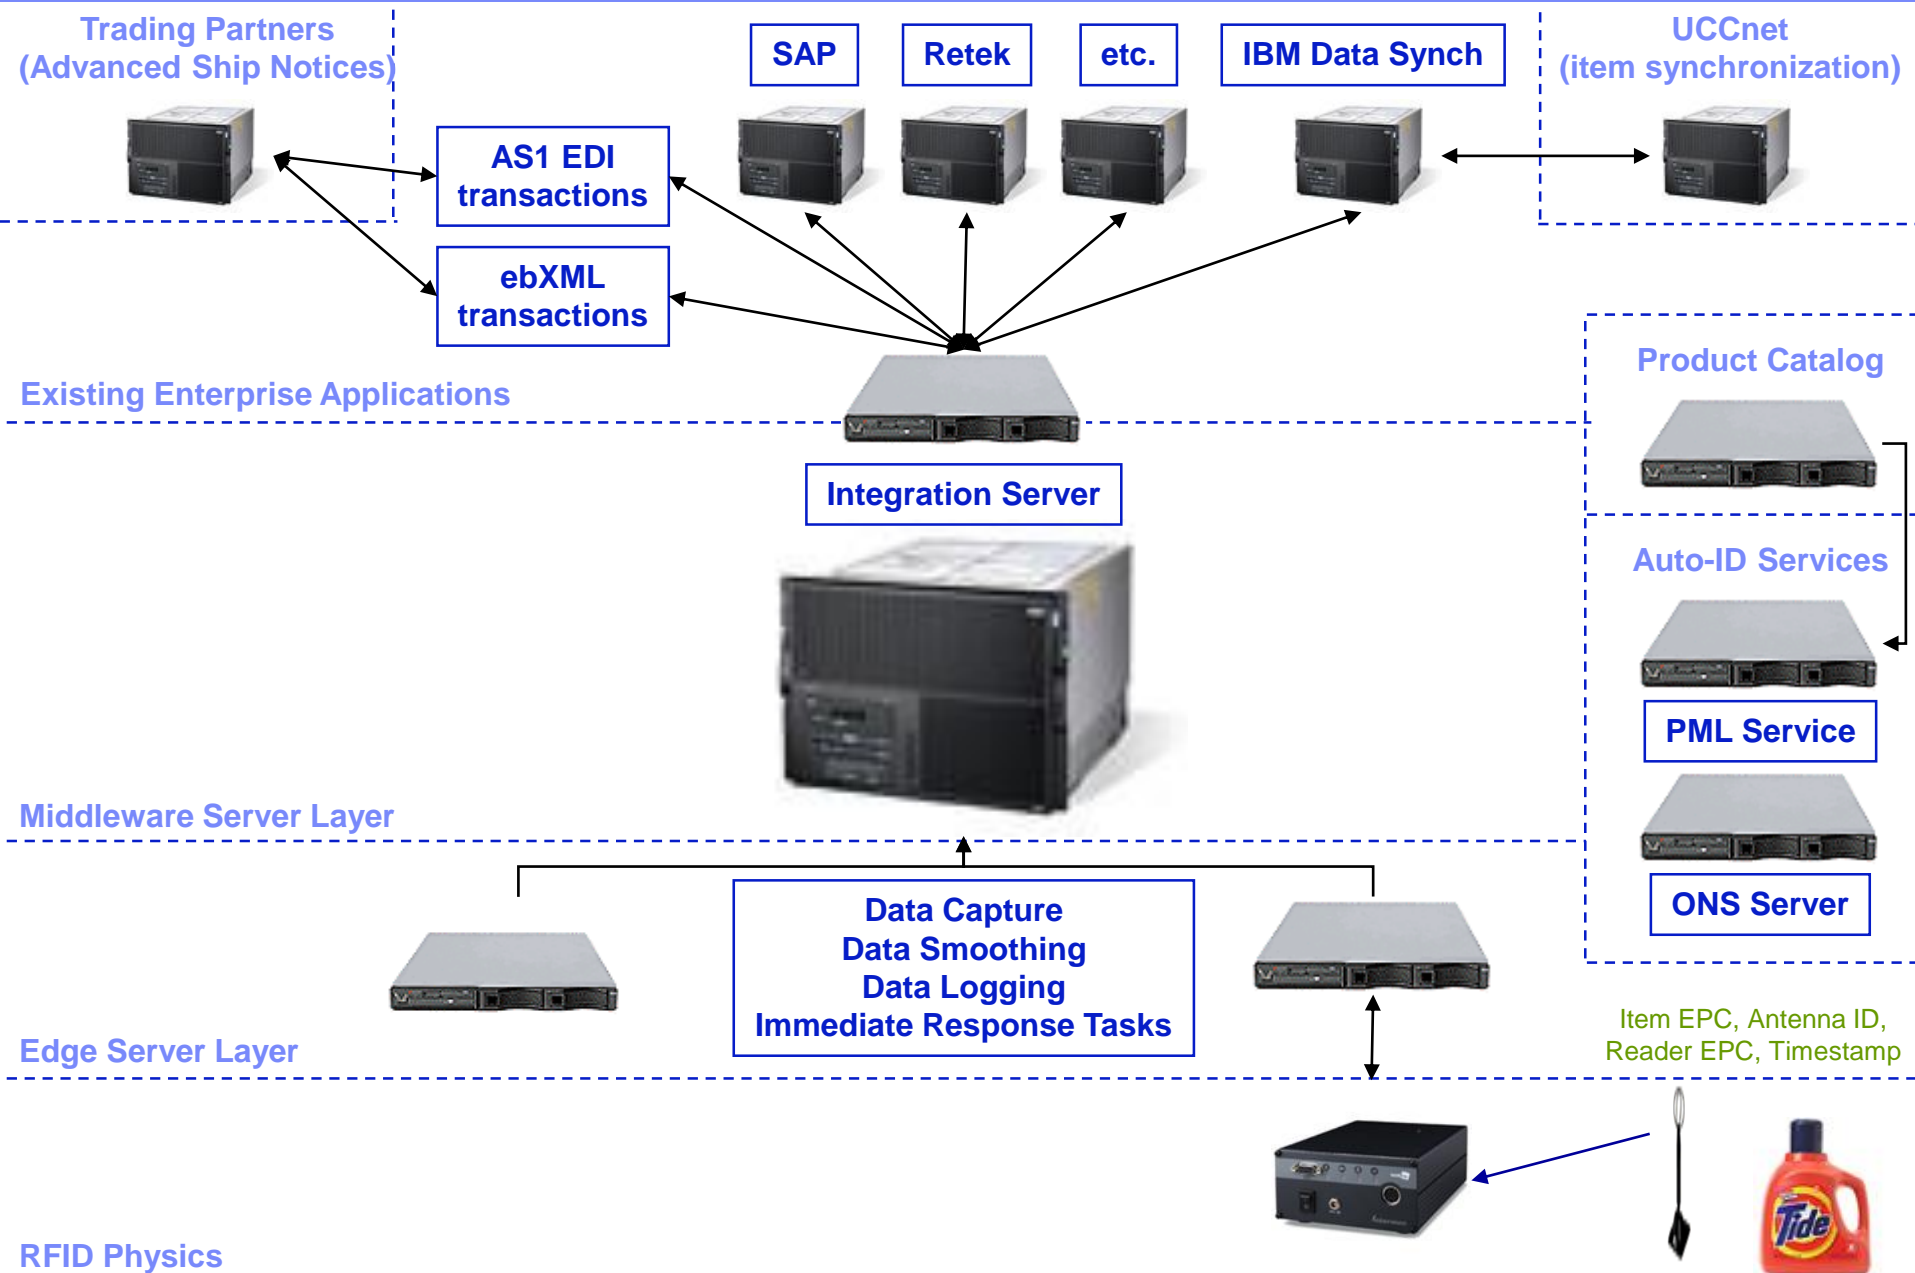 Trading Partners
(Advanced Ship Notices)
SAP
Retek
etc.
IBM Data Synch
UCCnet
(item synchronization)
AS1 EDI
transactions
ebXML
transactions
Existing Enterprise Applications
Product Catalog
Integration Server
Auto-ID Services
PML Service
Middleware Server Layer
ONS Server
Data Capture
Data Smoothing
Data Logging
Immediate Response Tasks
Edge Server Layer
Item EPC, Antenna ID,
Reader EPC, Timestamp
Tide
RFID Physics